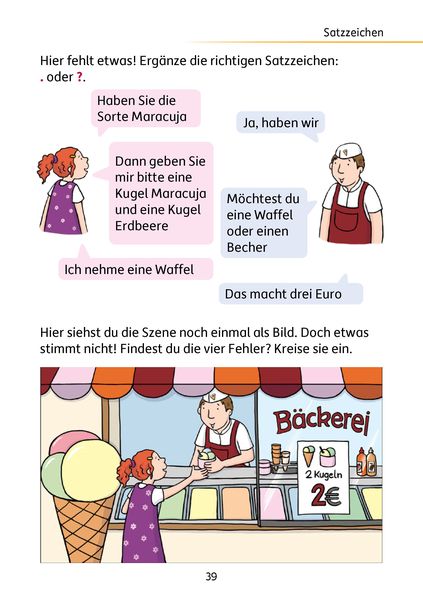 Satzzeichen
Hier fehlt etwas! Ergänze die richtigen Satzzeichen:
. oder ?.
Haben Sie die
Sorte Maracuja
Ja, haben wir
Dann geben Sie
mir bitte eine
Kugel Maracuja
und eine Kugel
Erdbeere
Möchtest du
eine Waffel
oder einen
Becher
Ich nehme eine Waffel
Das macht drei Euro
Hier siehst du die Szene noch einmal als Bild. Doch etwas
stimmt nicht! Findest du die vier Fehler? Kreise sie ein.
Bäckerei
2 Kugeln
2€
39